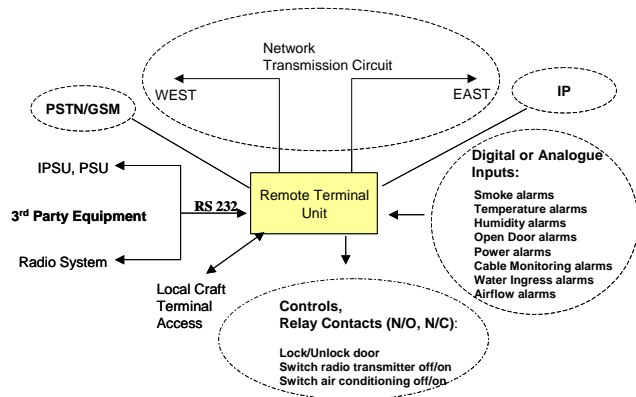 Network
Transmission Circuit
WEST
EAST
PSTN/GSM
IP
IPSU, PSU
3rd Party Equipment
RS 232
Radio System
Remote Terminal
Unit
Digital or Analogue
Inputs:
Smoke alarms
Temperature alarms
Humidity alarms
Open Door alarms
Power alarms
Cable Monitoring alarms
Water Ingress alarms
Airflow alarms
Local Craft
Terminal
Access
Controls,
Relay Contacts (N/O, N/C):
Lock/Unlock door
Switch radio transmitter off/on
Switch air conditioning off/on